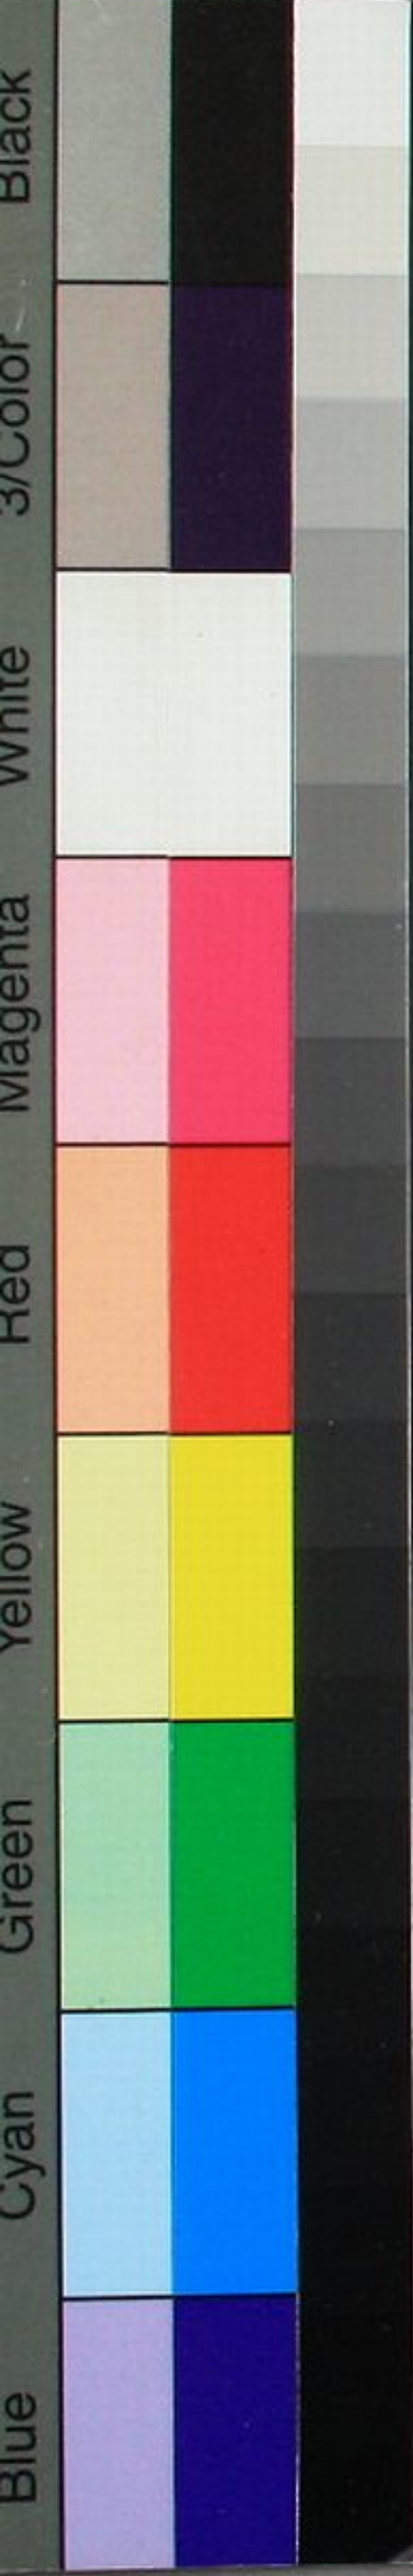 Black
3/Color
White
Magenta
Red
Yellow
Green
Cyan
Blue